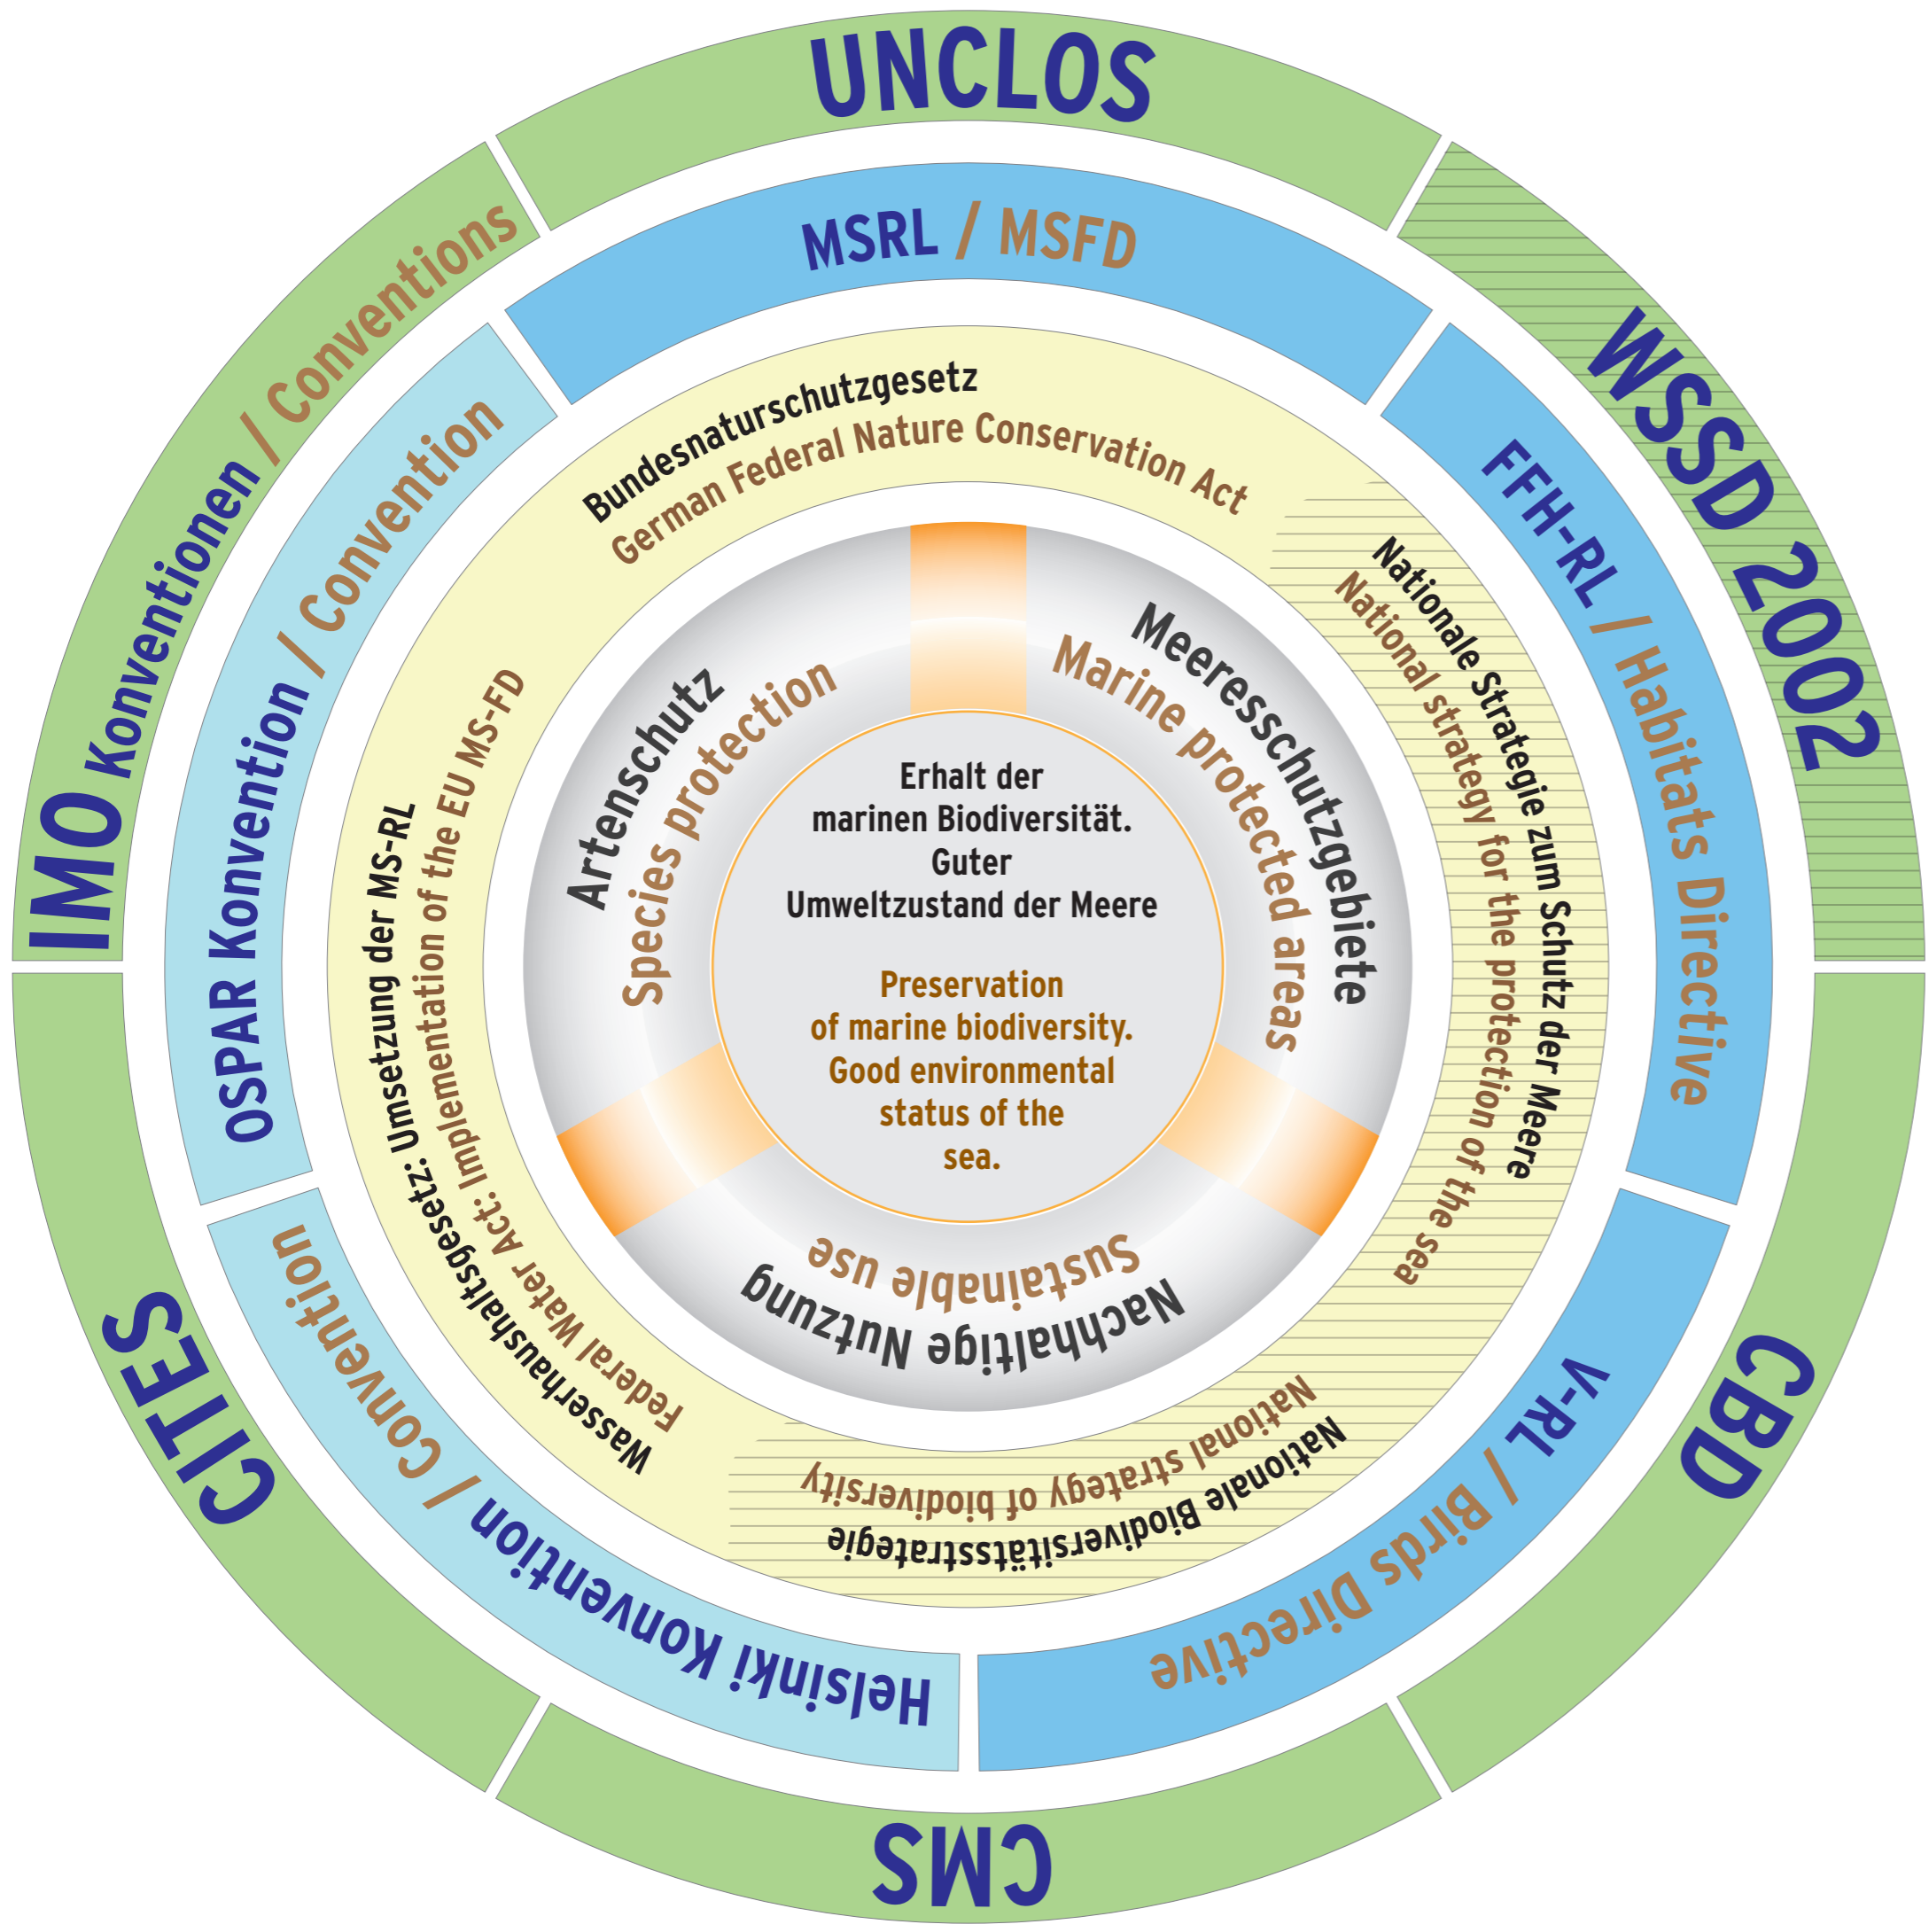 UNCLOS
WSSD 2002
CBD
CMS
CITES
IMO Konventionen / Conventions
MSRL / MSFD
FFH-RL / Habitats Directive
V-RL / Birds Directive
Helsinki Konvention / Convention
OSPAR Konvention / Convention
Bundesnaturschutzgesetz
German Federal Nature Conservation Act
Nationale Strategie zum Schutz der Meere
National strategy for the protection of the sea
Nationale Biodiversitätsstrategie
National strategy of biodiversity
Wasserhaushaltsgesetz: Umsetzung der MS-RL
Federal Water Act: Implementation of the EU MS-FD
Artenschutz
Species protection
Meeresschutzgebiete
Marine protected areas
Nachhaltige Nutzung
Sustainable use
Erhalt der
marinen Biodiversität.
Guter
Umweltzustand der Meere
Preservation
of marine biodiversity.
Good environmental
status of the
sea.